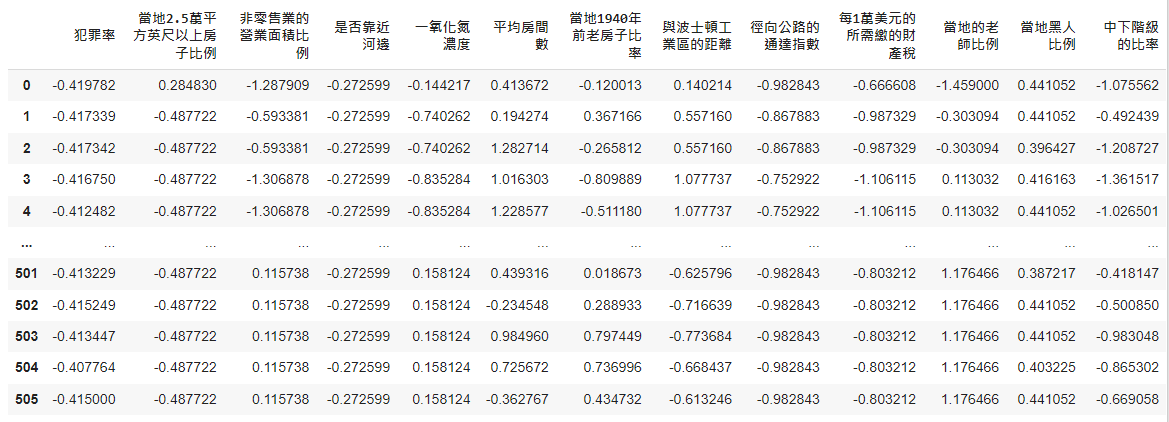 犯罪率 當地2.5萬平方英尺以上房子比例 非零售業的營業面積比例 是否靠近河邊 一氧化氮濃度 平均房間數 當地1940年前老房子比率 與波士頓工業區的距離 徑向公路的通達指數 每1萬美元的所需繳的財產稅 當地的老師比例 當地黑人比例 中下階級的比率
0 -0.419782 0.284830 -1.287909 -0.272599 -0.144217 0.413672 -0.120013 0.140214 -0.982843 -0.666608 -1.459000 0.441052 -1.075562
1 -0.417339 -0.487722 -0.593381 -0.272599 -0.740262 0.194274 0.367166 0.557160 -0.867883 -0.987329 -0.303094 0.441052 -0.492439
2 -0.417342 -0.487722 -0.593381 -0.272599 -0.740262 1.282714 -0.265812 0.557160 -0.867883 -0.987329 -0.303094 0.396427 -1.208727
3 -0.416750 -0.487722 -1.306878 -0.272599 -0.835284 1.016303 -0.809889 1.077737 -0.752922 -1.106115 0.113032 0.416163 -1.361517
4 -0.412482 -0.487722 -1.306878 -0.272599 -0.835284 1.228577 -0.511180 1.077737 -0.752922 -1.106115 0.113032 0.441052 -1.026501
... ... ... ... ... ... ... ... ... ... ... ... ... ...
501 -0.413229 -0.487722 0.115738 -0.272599 0.158124 0.439316 0.018673 -0.625796 -0.982843 -0.803212 1.176466 0.387217 -0.418147
502 -0.415249 -0.487722 0.115738 -0.272599 0.158124 -0.234548 0.288933 -0.716639 -0.982843 -0.803212 1.176466 0.441052 -0.500850
503 -0.413447 -0.487722 0.115738 -0.272599 0.158124 0.984960 0.797449 -0.773684 -0.982843 -0.803212 1.176466 0.441052 -0.983048
504 -0.407764 -0.487722 0.115738 -0.272599 0.158124 0.725672 0.736996 -0.668437 -0.982843 -0.803212 1.176466 0.403225 -0.865302
505 -0.415000 -0.487722 0.115738 -0.272599 0.158124 -0.362767 0.434732 -0.613246 -0.982843 -0.803212 1.176466 0.441052 -0.669058